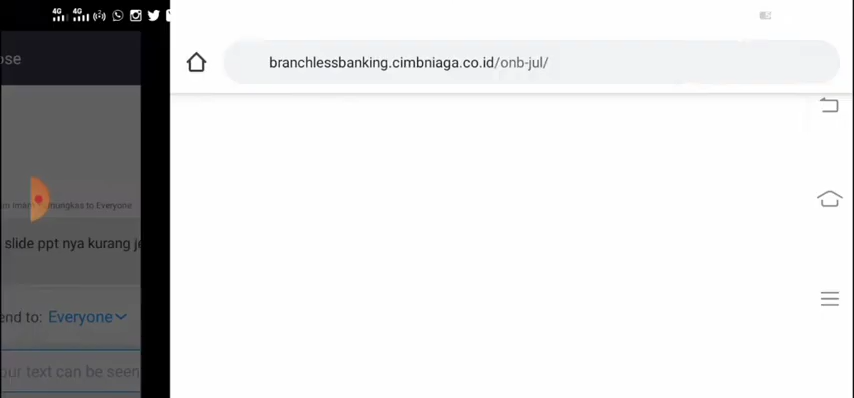 4G 4G
ose
branchlessbanking.cimbniaga.co.id/onb-jul/
to Everyone
slide ppt nya kurang je
end to: Everyone
our text can be seen